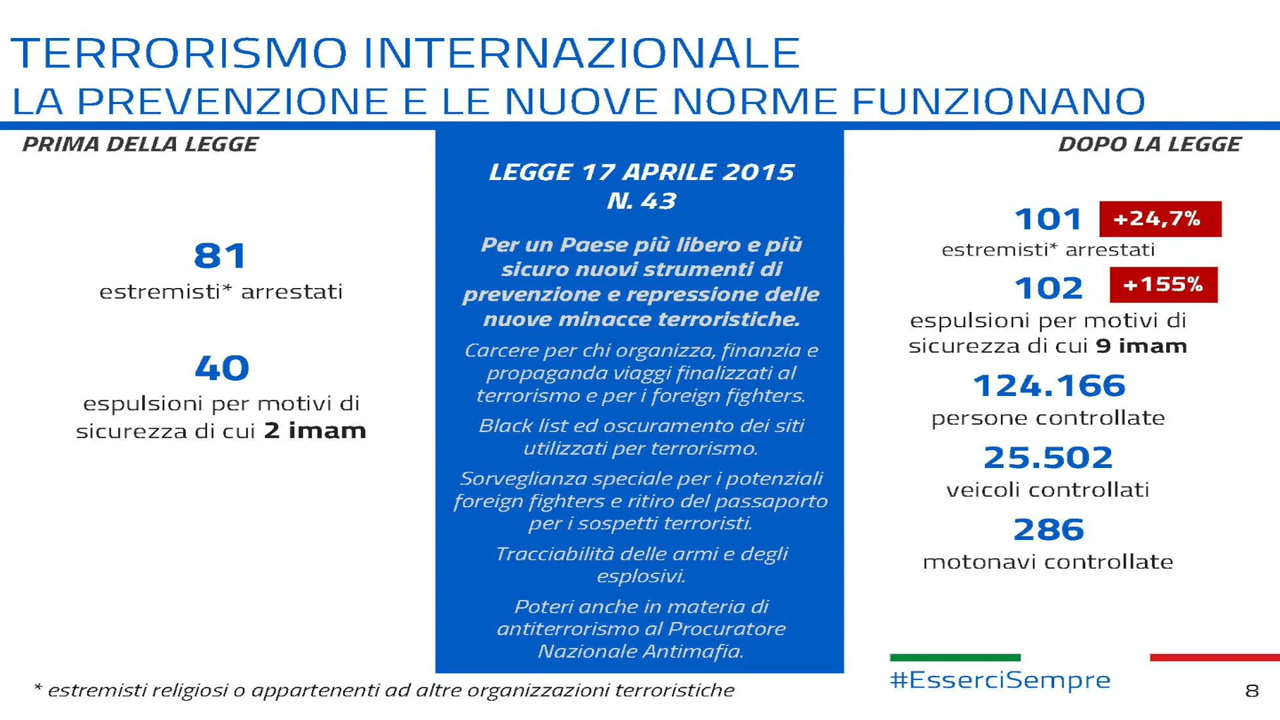 TERRORISMO INTERNAZIONALE
LA PREVENZIONE E LE NUOVE NORME FUNZIONANO
PRIMA DELLA LEGGE
81
estremisti* arrestati
40
espulsioni per motivi di
sicurezza di cui 2 imam
LEGGE 17 APRILE 2015
N. 43
Per un Paese più libero e più
sicuro nuovi strumenti di
prevenzione e repressione delle
nuove minacce terroristiche.
Carcere per chi organizza, finanzia e
propaganda viaggi finalizzati al
terrorismo e per i foreign fighters.
Black list ed oscuramento dei siti
utilizzati per terrorismo.
Sorveglianza speciale per i potenziali
foreign fighters e ritiro del passaporto
per i sospetti terroristi.
Tracciabilità delle armi e degli
esplosivi.
Poteri anche in materia di
antiterrorismo al Procuratore
Nazionale Antimafia.
DOPO LA LEGGE
101 +24,7%
estremisti* arrestati
102 +155%
espulsioni per motivi di
sicurezza di cui 9 imam
124.166
persone controllate
25.502
veicoli controllati
286
motonavi controllate
* estremisti religiosi o appartenenti ad altre organizzazioni terroristiche
#EsserciSempre
8